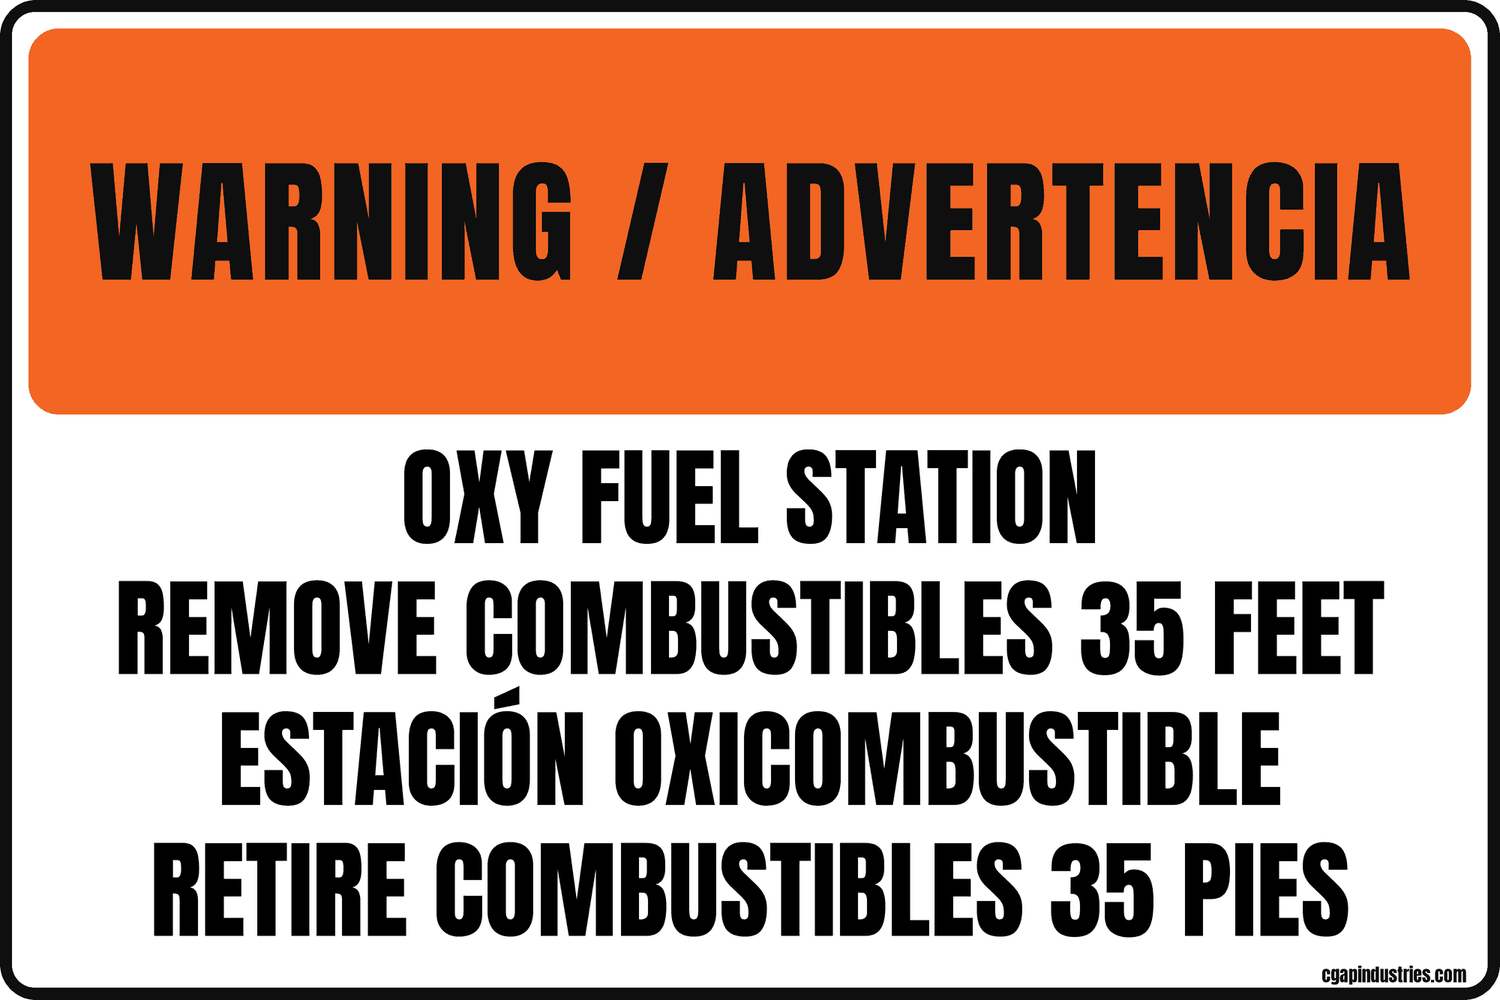 WARNING / ADVERTENCIA
OXY FUEL STATION
REMOVE COMBUSTIBLES 35 FEET
ESTACIÓN OXICOMBUSTIBLE
RETIRE COMBUSTIBLES 35 PIES
cgapindustries.com